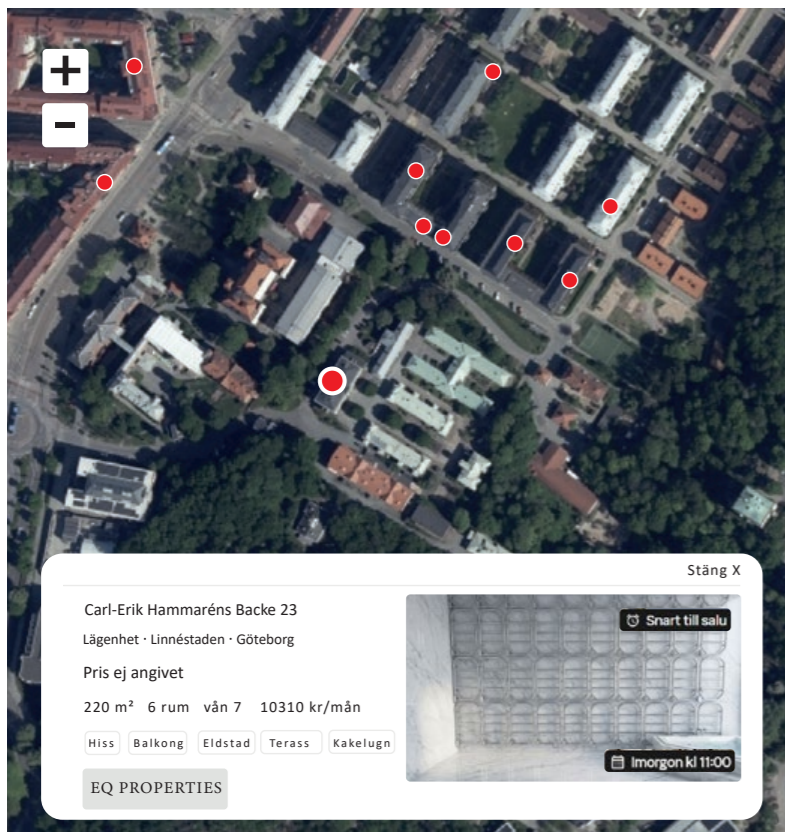 +
-
Stäng X
Carl-Erik Hammaréns Backe 23
Lägenhet · Linnéstaden · Göteborg
Pris ej angivet
220 m² 6 rum vån 7 10310 kr/mån
Hiss Balkong Eldstad Terass Kakelugn
EQ PROPERTIES
Snart till salu
Imorgon kl 11:00